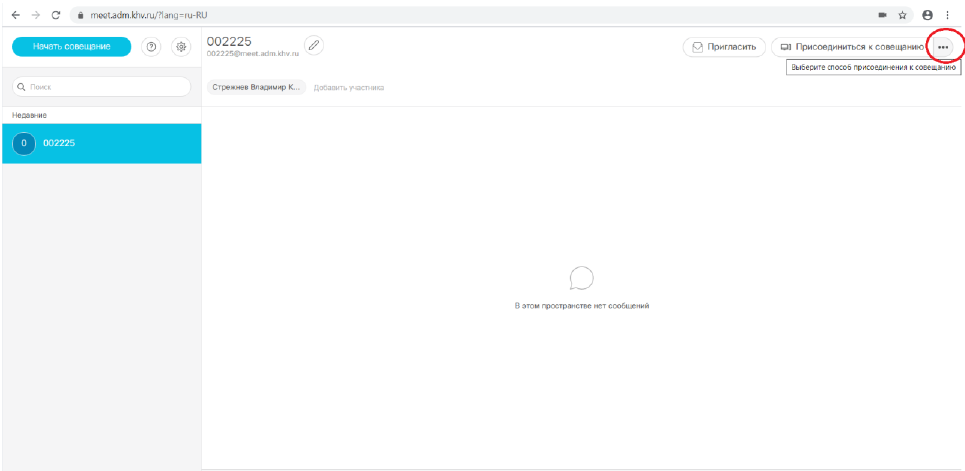 meet.adm.khv.ru/?lang=ru-RU
Начать совещание
002225
002225@meet.adm.khv.ru
Пригласить
Присоединиться к совещанию
Выберите способ присоединения к совещанию
Поиск
Стрежнев Владимир К...
Добавить участника
Недавние
0
002225
В этом пространстве нет сообщений